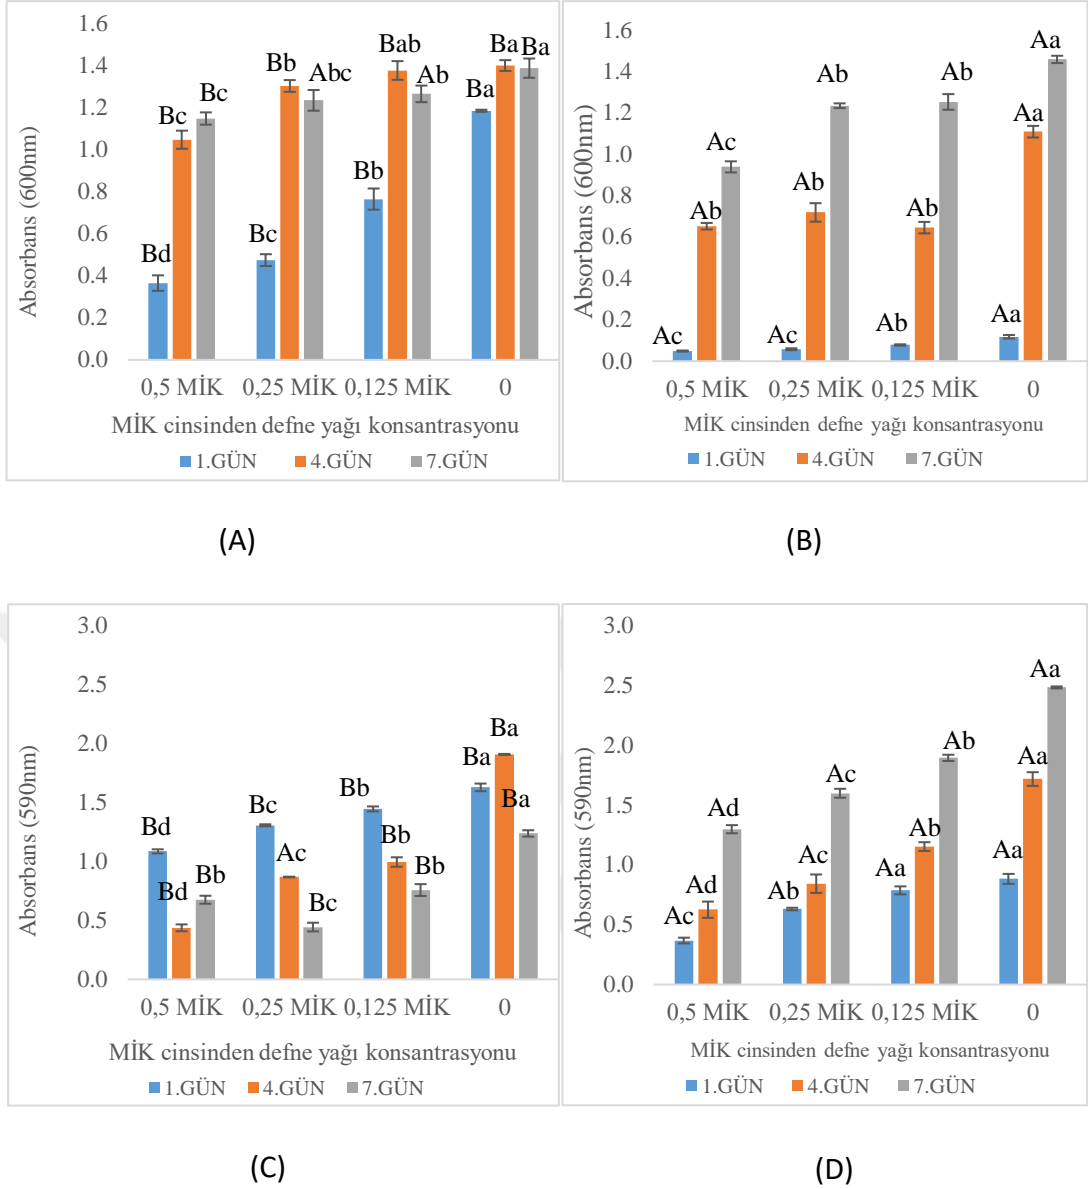 1.6
1.4
1.2
1.0
0.8
0.6
0.4
0.2
0.0
Absorbans (600nm)
Bd Bc Bc
Bc Bb Abc
Bb Bab Ab
Ba Ba Ba
0,5 MİK 0,25 MİK 0,125 MİK 0
MİK cinsinden defne yağı konsantrasyonu
1.GÜN 4.GÜN 7.GÜN
(A)
1.6
1.4
1.2
1.0
0.8
0.6
0.4
0.2
0.0
Absorbans (600nm)
Ac Ab Ac
Ac Ab Ab
Ab Ab Ab
Aa Aa Aa
0,5 MİK 0,25 MİK 0,125 MİK 0
MİK cinsinden defne yağı konsantrasyonu
1.GÜN 4.GÜN 7.GÜN
(B)
3.0
2.5
2.0
1.5
1.0
0.5
0.0
Absorbans (590nm)
Bd Bd Bb
Bc Ac Bc
Bb Bb Bb
Ba Ba Ba
0,5 MİK 0,25 MİK 0,125 MİK 0
MİK cinsinden defne yağı konsantrasyonu
1.GÜN 4.GÜN 7.GÜN
(C)
3.0
2.5
2.0
1.5
1.0
0.5
0.0
Absorbans (590nm)
Ac Ad Ad
Ab Ac Ac
Aa Ab Ab
Aa Aa Aa
0,5 MİK 0,25 MİK 0,125 MİK 0
MİK cinsinden defne yağı konsantrasyonu
1.GÜN 4.GÜN 7.GÜN
(D)